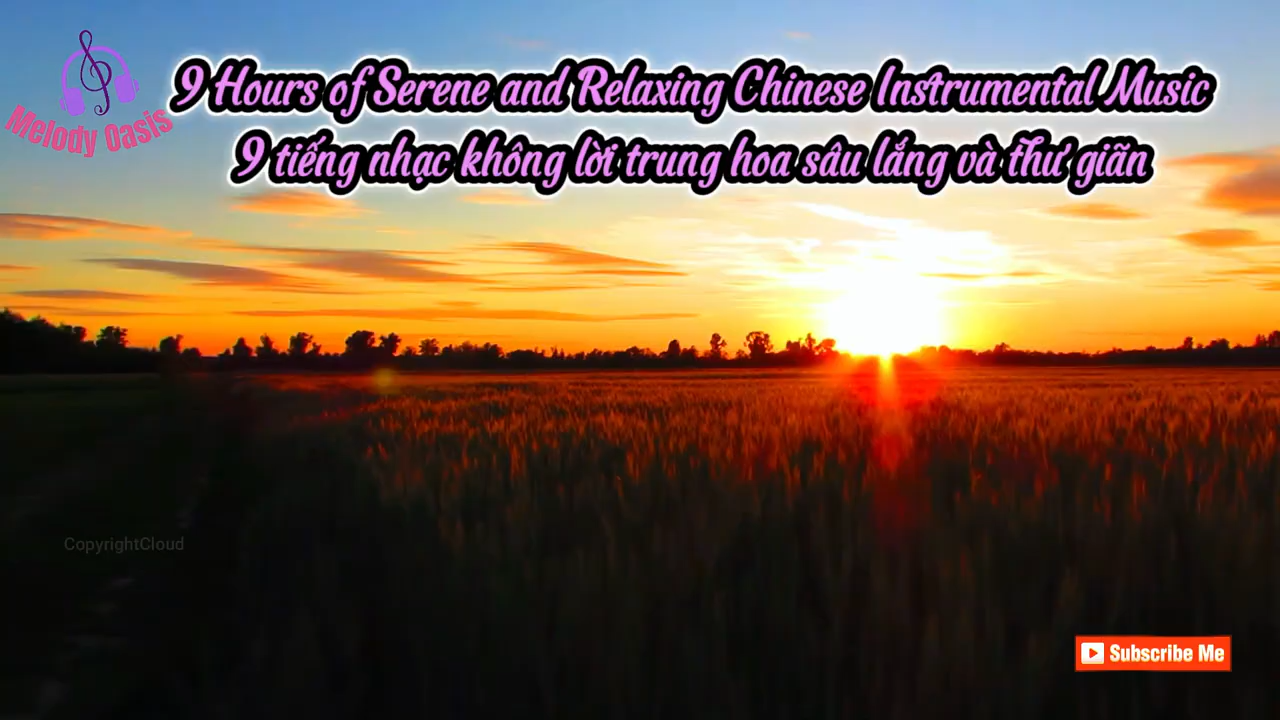 9 Hours of Serene and Relaxing Chinese Instrumental Music
9 tiếng nhạc không lời trung hoa sâu lắng và thư giãn
Melody Oasis
CopyrightCloud
Subscribe Me